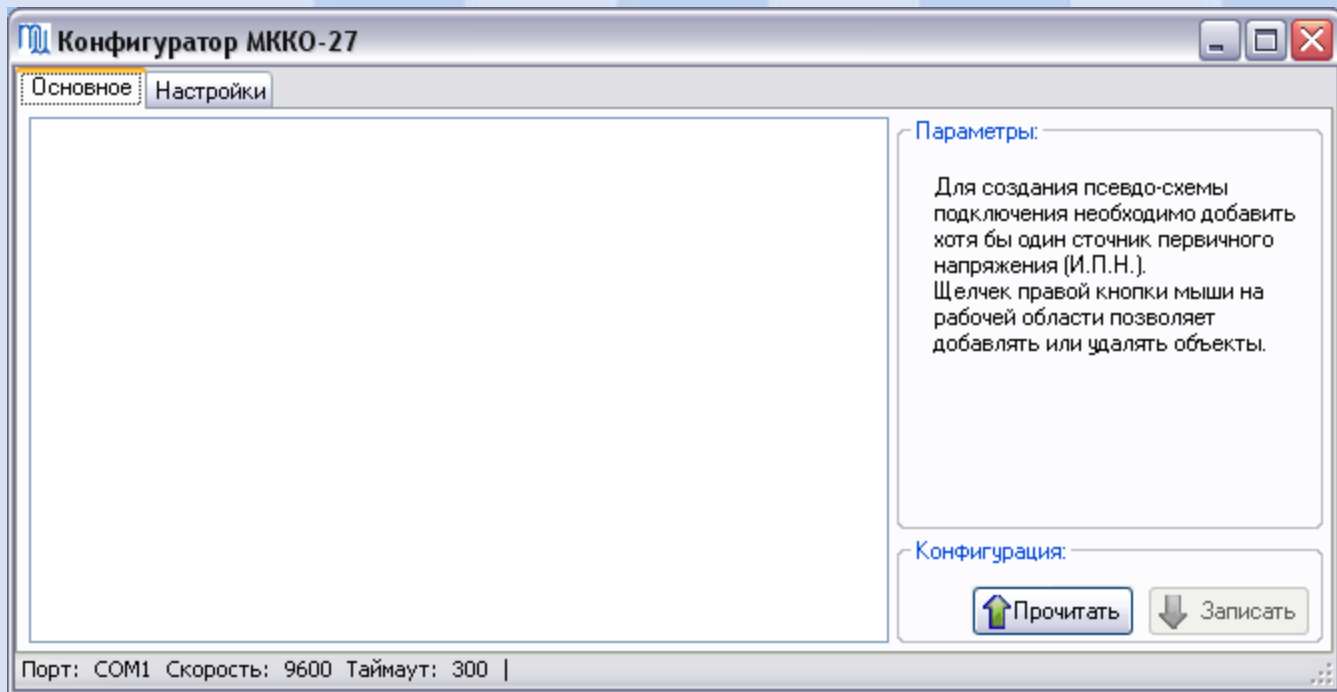 Конфигуратор МККО-27
Основное
Настройки
Параметры:
Для создания псевдо-схемы
подключения необходимо добавить
хотя бы один сточник первичного
напряжения (И.П.Н.).
Щелчек правой кнопки мыши на
рабочей области позволяет
добавлять или удалять объекты.
Конфигурация:
Прочитать
Записать
Порт: COM1 Скорость: 9600 Таймаут: 300 |